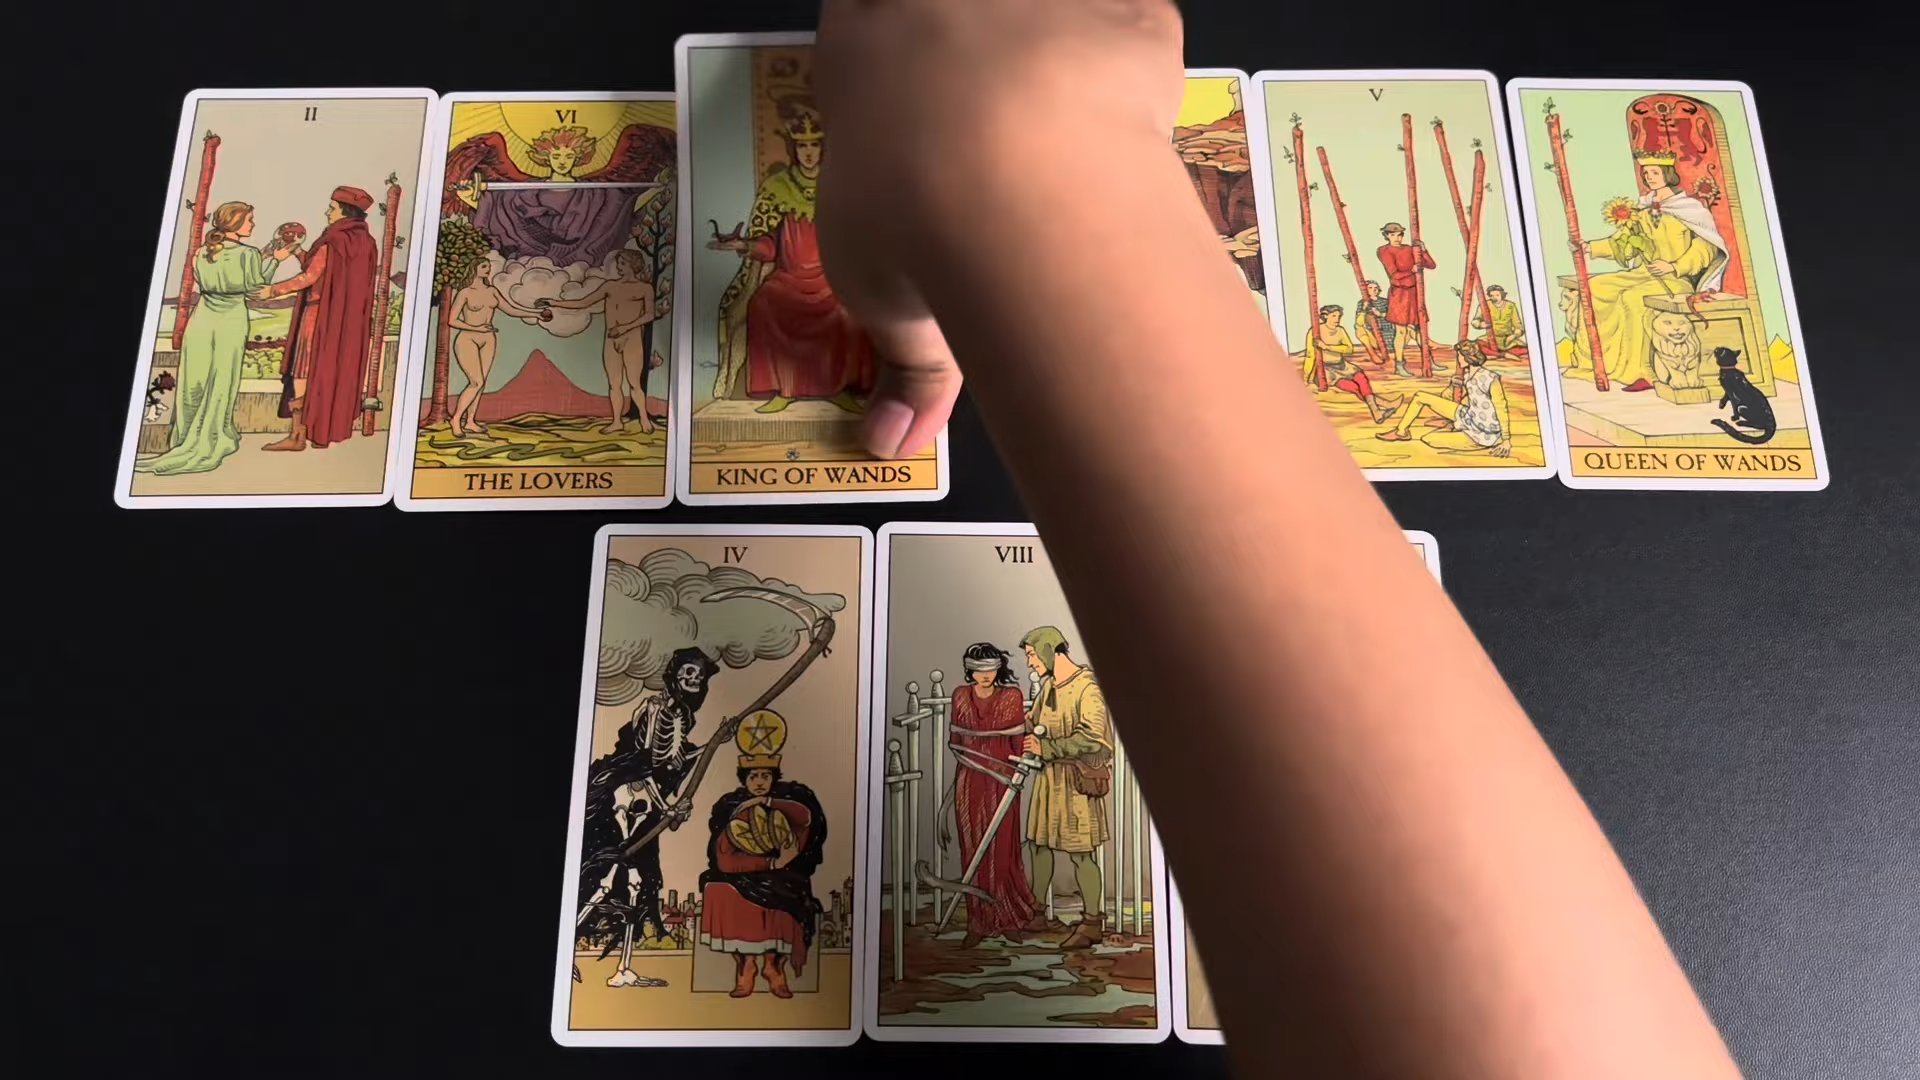 II
VI
THE LOVERS
KING OF WANDS
V
QUEEN OF WANDS
IV
VIII